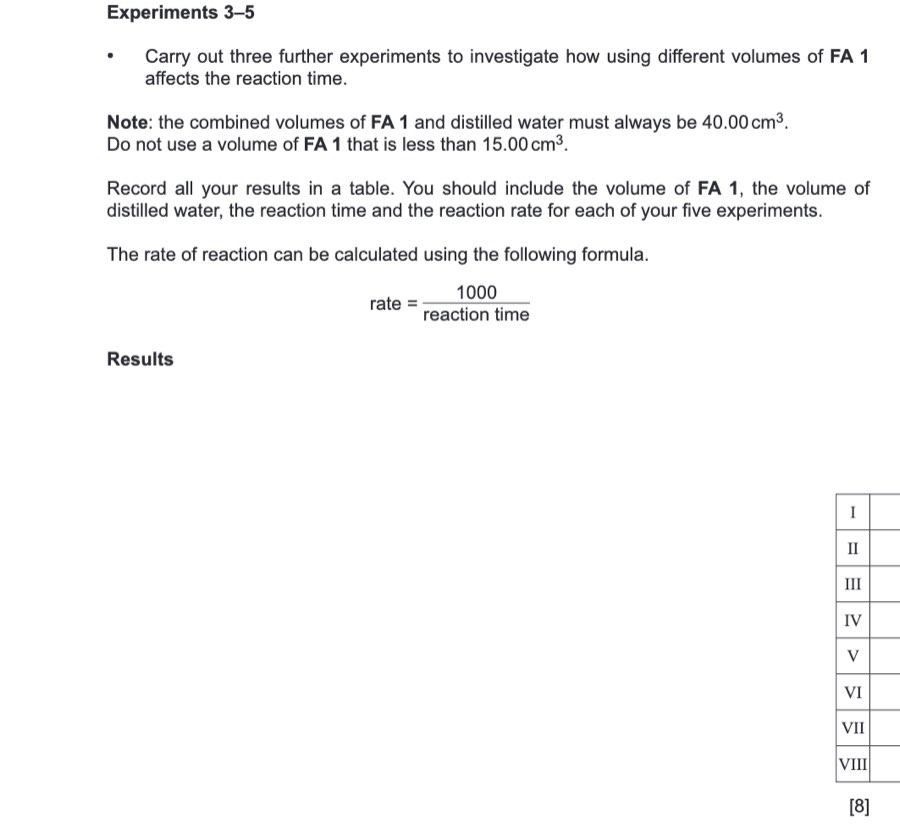 Experiments 3–5
• Carry out three further experiments to investigate how using different volumes of FA 1
affects the reaction time.
Note: the combined volumes of FA 1 and distilled water must always be 40.00 cm³.
Do not use a volume of FA 1 that is less than 15.00 cm³.
Record all your results in a table. You should include the volume of FA 1, the volume of
distilled water, the reaction time and the reaction rate for each of your five experiments.
The rate of reaction can be calculated using the following formula.
rate = 1000
reaction time
Results
I
II
III
IV
V
VI
VII
VIII
[8]